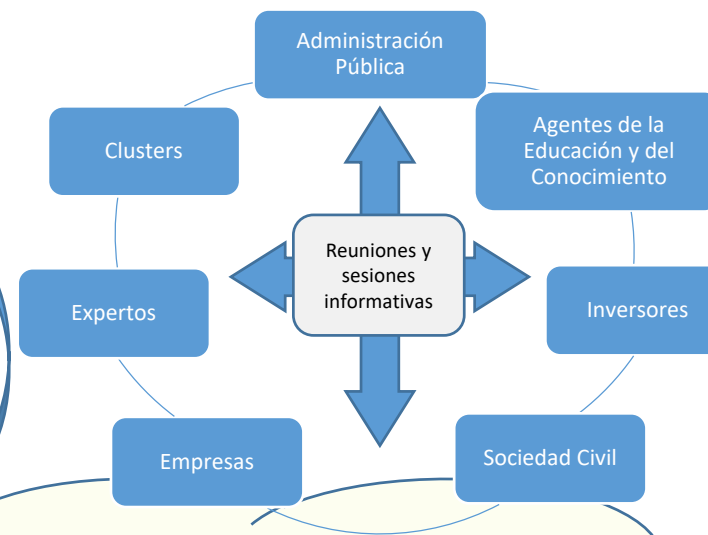 Administración
Pública
Clusters
Agentes de la
Educación y del
Conocimiento
Reuniones y
sesiones
informativas
Expertos
Inversores
Empresas
Sociedad Civil